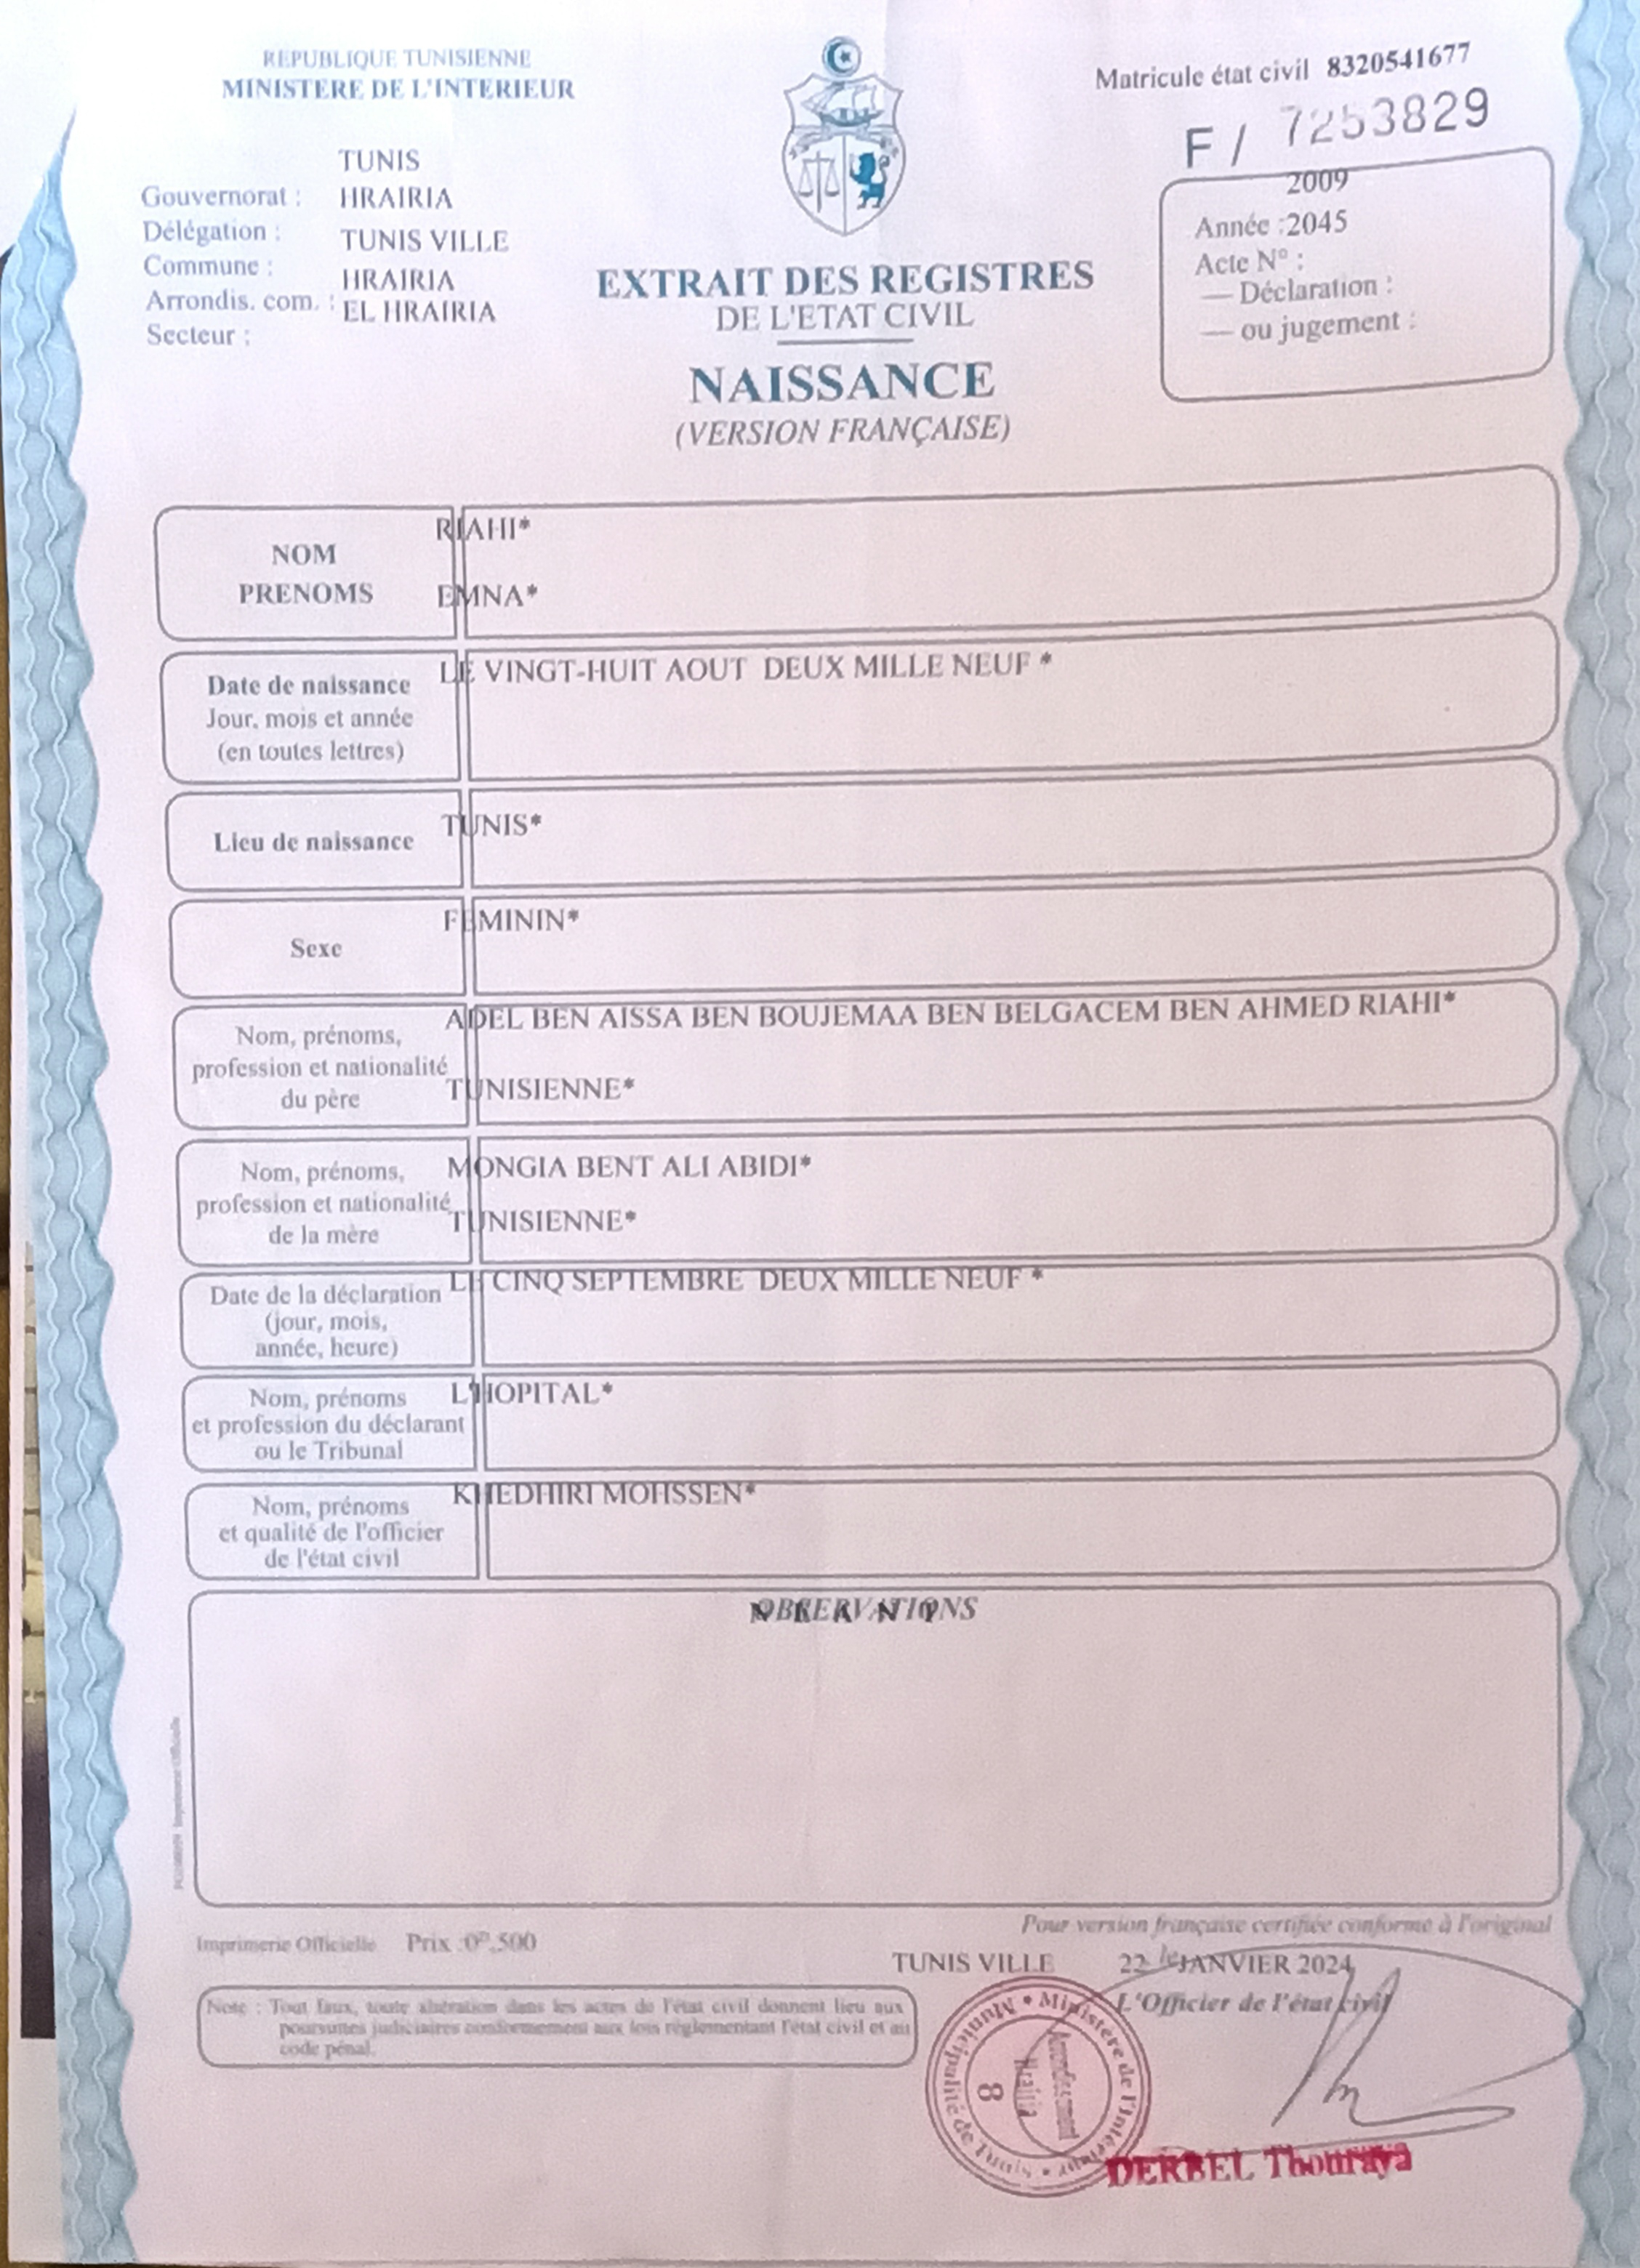 REPUBLIQUE TUNISIENNE
MINISTERE DE L'INTERIEUR
TUNIS
Gouvernorat : HRAIRIA
Délégation : TUNIS VILLE
Commune : HRAIRIA
Arrondis. com. : EL HRAIRIA
Secteur :
Matricule état civil 8320541677
F / 7253829
2009
Année :2045
Acte N° :
— Déclaration :
— ou jugement :
EXTRAIT DES REGISTRES
DE L'ETAT CIVIL
NAISSANCE
(VERSION FRANÇAISE)
RIAHI*
NOM
PRENOMS EMNA*
LE VINGT-HUIT AOUT DEUX MILLE NEUF *
Date de naissance
Jour, mois et année
(en toutes lettres)
TUNIS*
Lieu de naissance
FEMININ*
Sexe
ADEL BEN AISSA BEN BOUJEMAA BEN BELGACEM BEN AHMED RIAHI*
Nom, prénoms,
profession et nationalité
du père
TUNISIENNE*
Nom, prénoms,
profession et nationalité
de la mère
MONGIA BENT ALI ABIDI*
TUNISIENNE*
Date de la déclaration
(jour, mois,
année, heure)
LE CINQ SEPTEMBRE DEUX MILLE NEUF *
Nom, prénoms
et profession du déclarant
ou le Tribunal
L'HOPITAL*
Nom, prénoms
et qualité de l'officier
de l'état civil
KHEDHIRI MOHSSEN*
OBSERVATIONS
Pour version française certifiée conforme à l'original
Imprimerie Officielle Prix :0ᴰ,500
TUNIS VILLE 22 le JANVIER 2024
L'Officier de l'état civil
Note : Tout faux, toute altération dans les actes de l'état civil donnent lieu aux
poursuites judiciaires conformement aux lois réglementant l'état civil et au
code pénal.
Ministère de l'Interieur • Municipalité de Tunis •
Arrondissement
Hrairia
8
DERBEL Thouraya